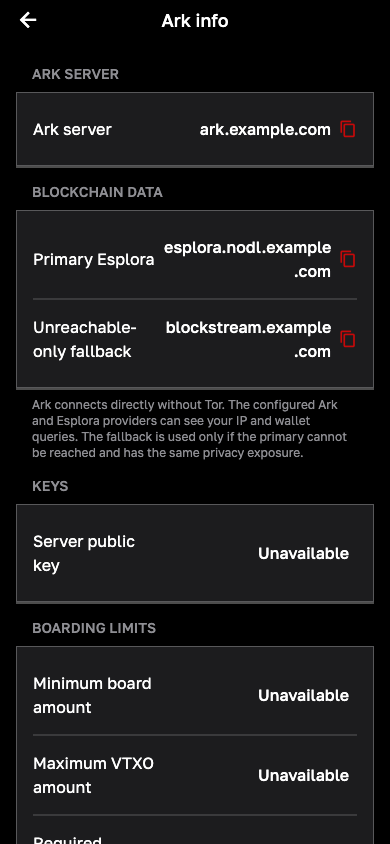 Ark info
ARK SERVER
Ark server
ark.example.com
BLOCKCHAIN DATA
Primary Esplora
esplora.nodl.example
.com
Unreachable-
only fallback
blockstream.example
.com
Ark connects directly without Tor. The configured Ark
and Esplora providers can see your IP and wallet
queries. The fallback is used only if the primary cannot
be reached and has the same privacy exposure.
KEYS
Server public
key
Unavailable
BOARDING LIMITS
Minimum board
amount
Unavailable
Maximum VTXO
amount
Unavailable
Required